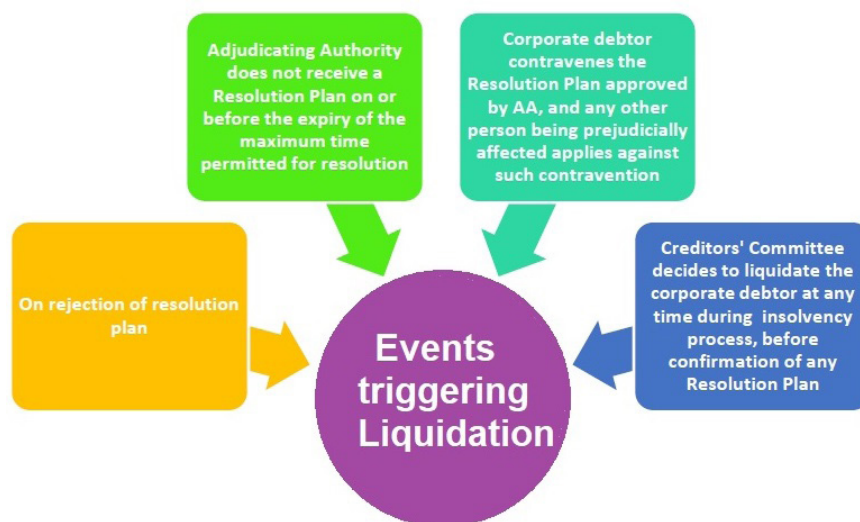 Adjudicating Authority
does not receive a
Resolution Plan on or
before the expiry of the
maximum time
permitted for resolution
Corporate debtor
contravenes the
Resolution Plan approved
by AA, and any other
person being prejudicially
affected applies against
such contravention
On rejection of resolution
plan
Creditors' Committee
decides to liquidate the
corporate debtor at any
time during insolvency
process, before
confirmation of any
Resolution Plan
Events
triggering
Liquidation